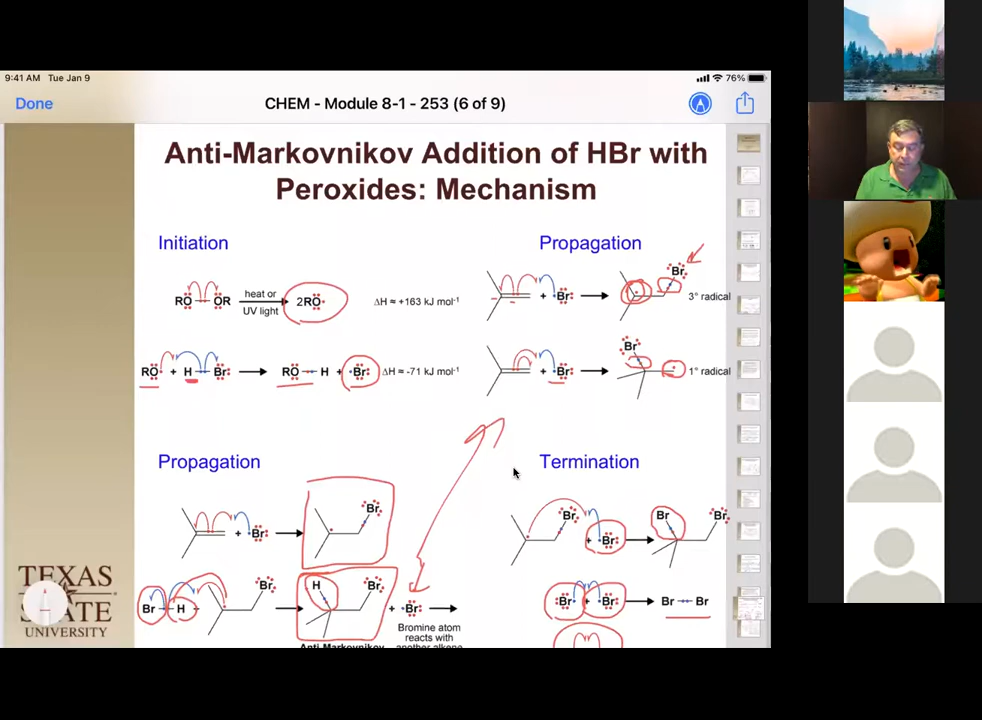 9:41 AM Tue Jan 9
76%
Done
CHEM - Module 8-1 - 253 (6 of 9)
Anti-Markovnikov Addition of HBr with
Peroxides: Mechanism
Initiation
RO OR
heat or
UV light
2RO
ΔH ≈ +163 kJ mol⁻¹
RO + H Br
RO H + Br
ΔH ≈ -71 kJ mol⁻¹
Propagation
+ Br
Br
3° radical
+ Br
Br
1° radical
Propagation
+ Br
Br
Br H +
Br
H
Br
+ Br
Bromine atom
reacts with
another alkene
Anti-Markovnikov
Termination
Br
+ Br
Br
Br
Br + Br
Br Br
TEXAS
STATE
UNIVERSITY